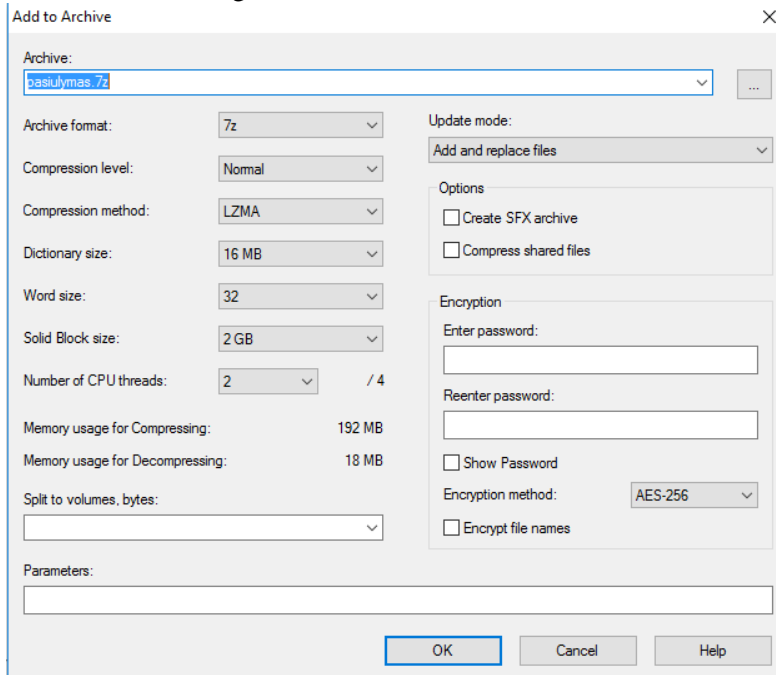 Add to Archive
Archive:
pasiulymas.7z
...
Archive format:
7z
Compression level:
Normal
Compression method:
LZMA
Dictionary size:
16 MB
Word size:
32
Solid Block size:
2 GB
Number of CPU threads:
2
/ 4
Memory usage for Compressing:
192 MB
Memory usage for Decompressing:
18 MB
Split to volumes, bytes:
Update mode:
Add and replace files
Options
Create SFX archive
Compress shared files
Encryption
Enter password:
Reenter password:
Show Password
Encryption method:
AES-256
Encrypt file names
Parameters:
OK
Cancel
Help